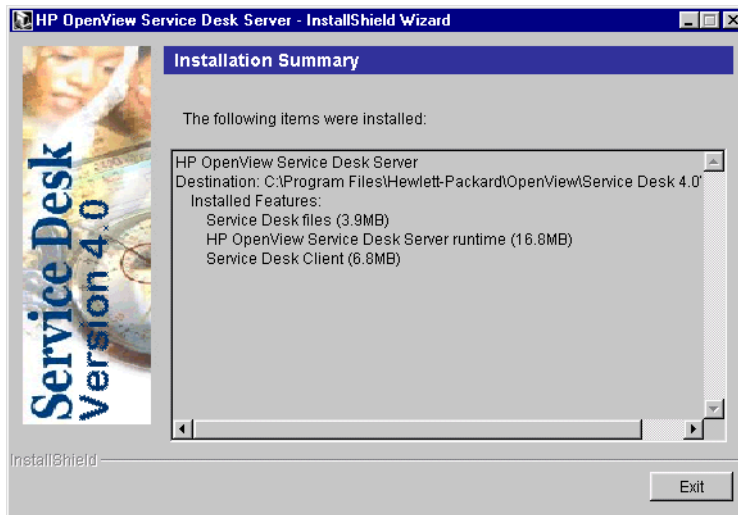 HP OpenView Service Desk Server - InstallShield Wizard
Service Desk
Version 4.0
Installation Summary
The following items were installed:
HP OpenView Service Desk Server
Destination: C:\Program Files\Hewlett-Packard\OpenView\Service Desk 4.0\
Installed Features:
Service Desk files (3.9MB)
HP OpenView Service Desk Server runtime (16.8MB)
Service Desk Client (6.8MB)
InstallShield
Exit